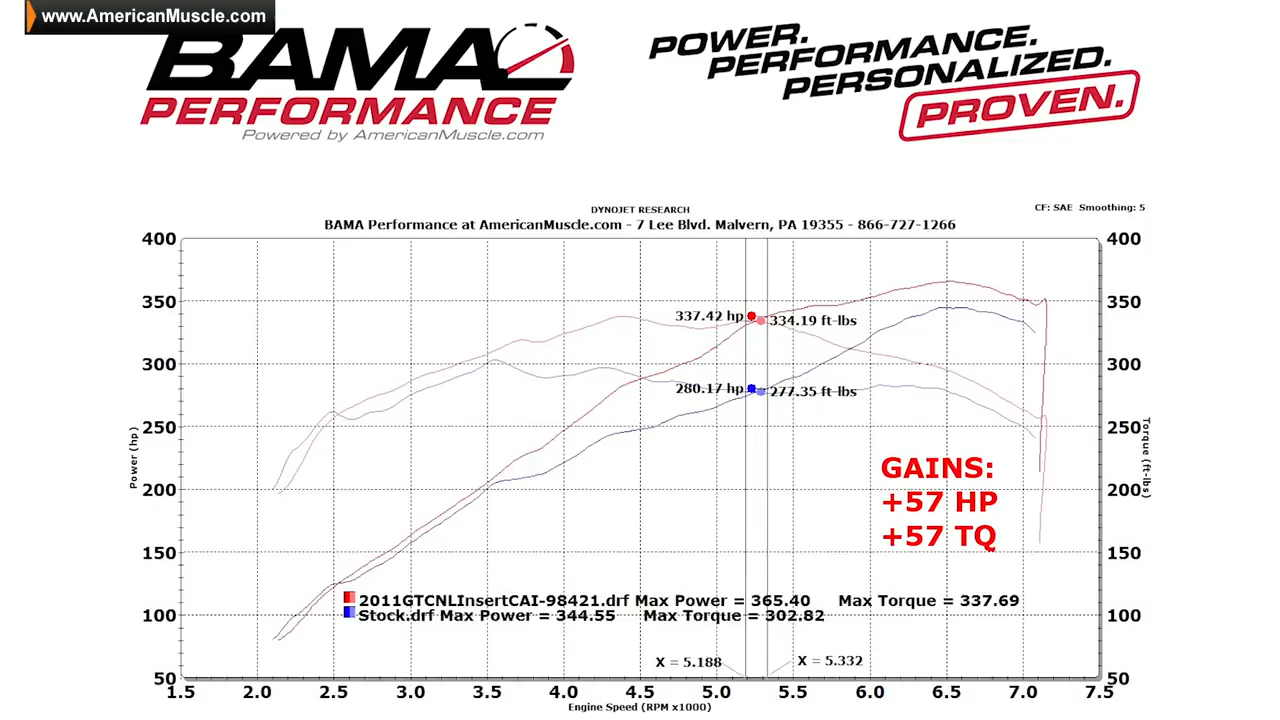 www.AmericanMuscle.com
BAMA
PERFORMANCE
Powered by AmericanMuscle.com
POWER.
PERFORMANCE.
PERSONALIZED.
PROVEN.
DYNOJET RESEARCH
CF: SAE Smoothing: 5
BAMA Performance at AmericanMuscle.com - 7 Lee Blvd. Malvern, PA 19355 - 866-727-1266
400 400
350 350
337.42 hp 334.19 ft-lbs
300 300
280.17 hp 277.35 ft-lbs
250 250
Power (hp)
Torque (ft-lbs)
GAINS:
+57 HP
+57 TQ
200 200
150 150
2011GTCNLInsertCAI-98421.drf Max Power = 365.40 Max Torque = 337.69
100 100
Stock.drf Max Power = 344.55 Max Torque = 302.82
X = 5.188 X = 5.332
50 50
1.5 2.0 2.5 3.0 3.5 4.0 4.5 5.0 5.5 6.0 6.5 7.0 7.5
Engine Speed (RPM x1000)